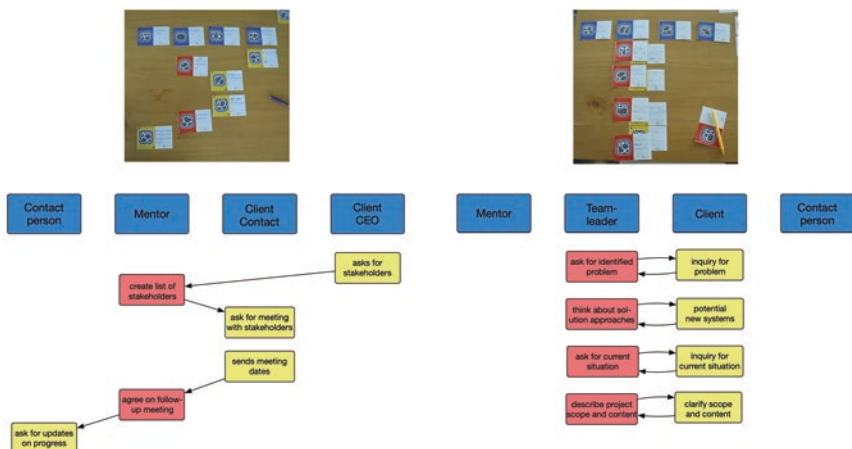 Contact
person
Mentor
Client
Contact
Client
CEO
asks for
stakeholders
create list of
stakeholders
ask for meeting
with stakeholders
sends meeting
dates
agree on follow-
up meeting
ask for updates
on progress
Mentor
Team-
leader
Client
Contact
person
ask for identified
problem
inquiry for
problem
think about sol-
ution approaches
potential
new systems
ask for current
situation
inquiry for
current situation
describe project
scope and content
clarify scope
and content